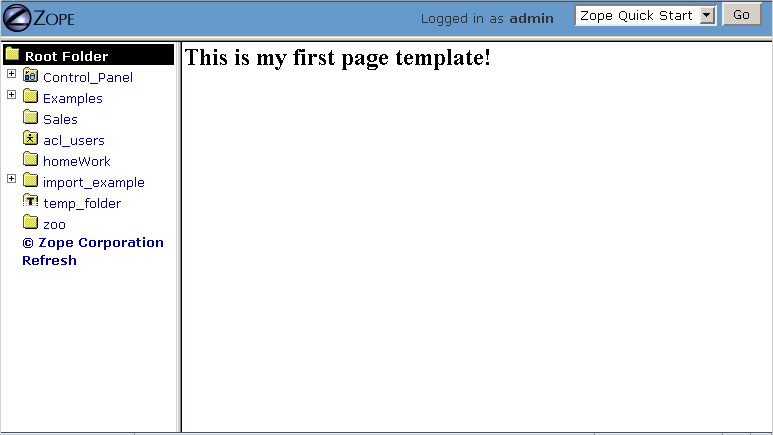 ZOPE
Logged in as admin
Zope Quick Start
Go
Root Folder
Control_Panel
Examples
Sales
acl_users
homeWork
import_example
temp_folder
zoo
© Zope Corporation
Refresh
This is my first page template!